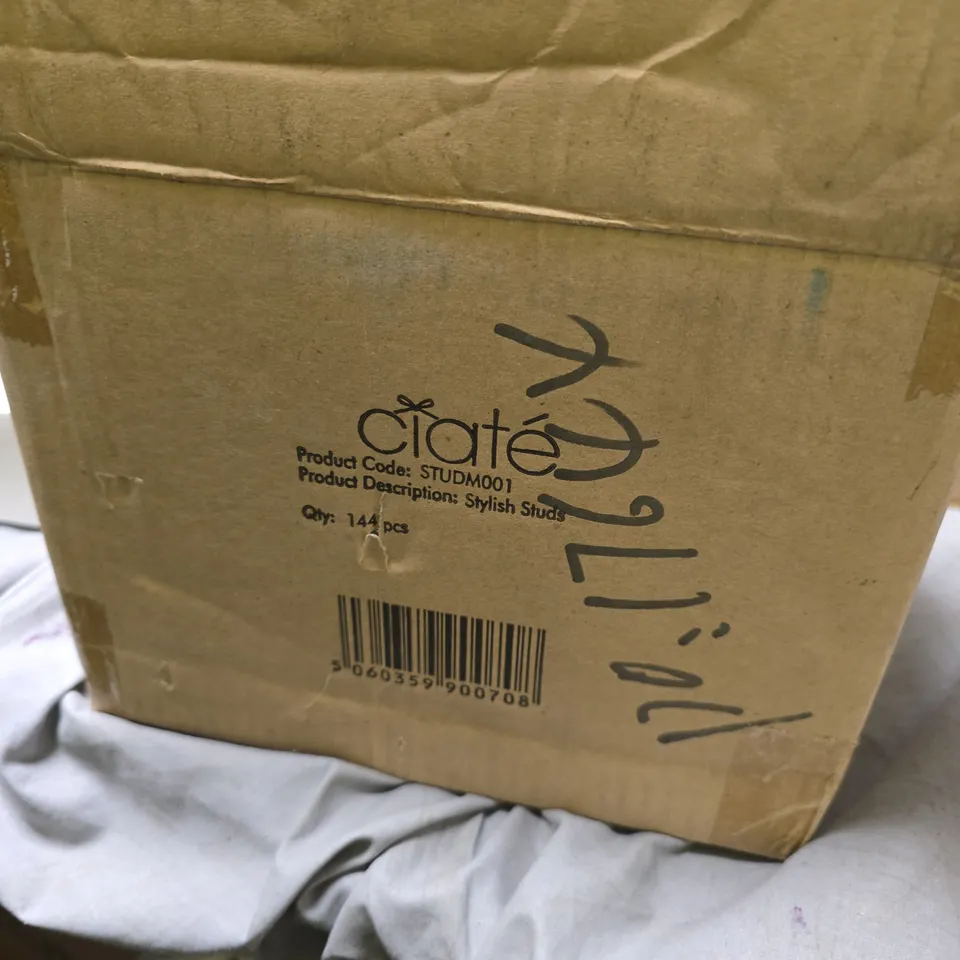 ciaté
Product Code: STUDM001
Product Description: Stylish Studs
Qty: 144 pcs
5 060359 900708